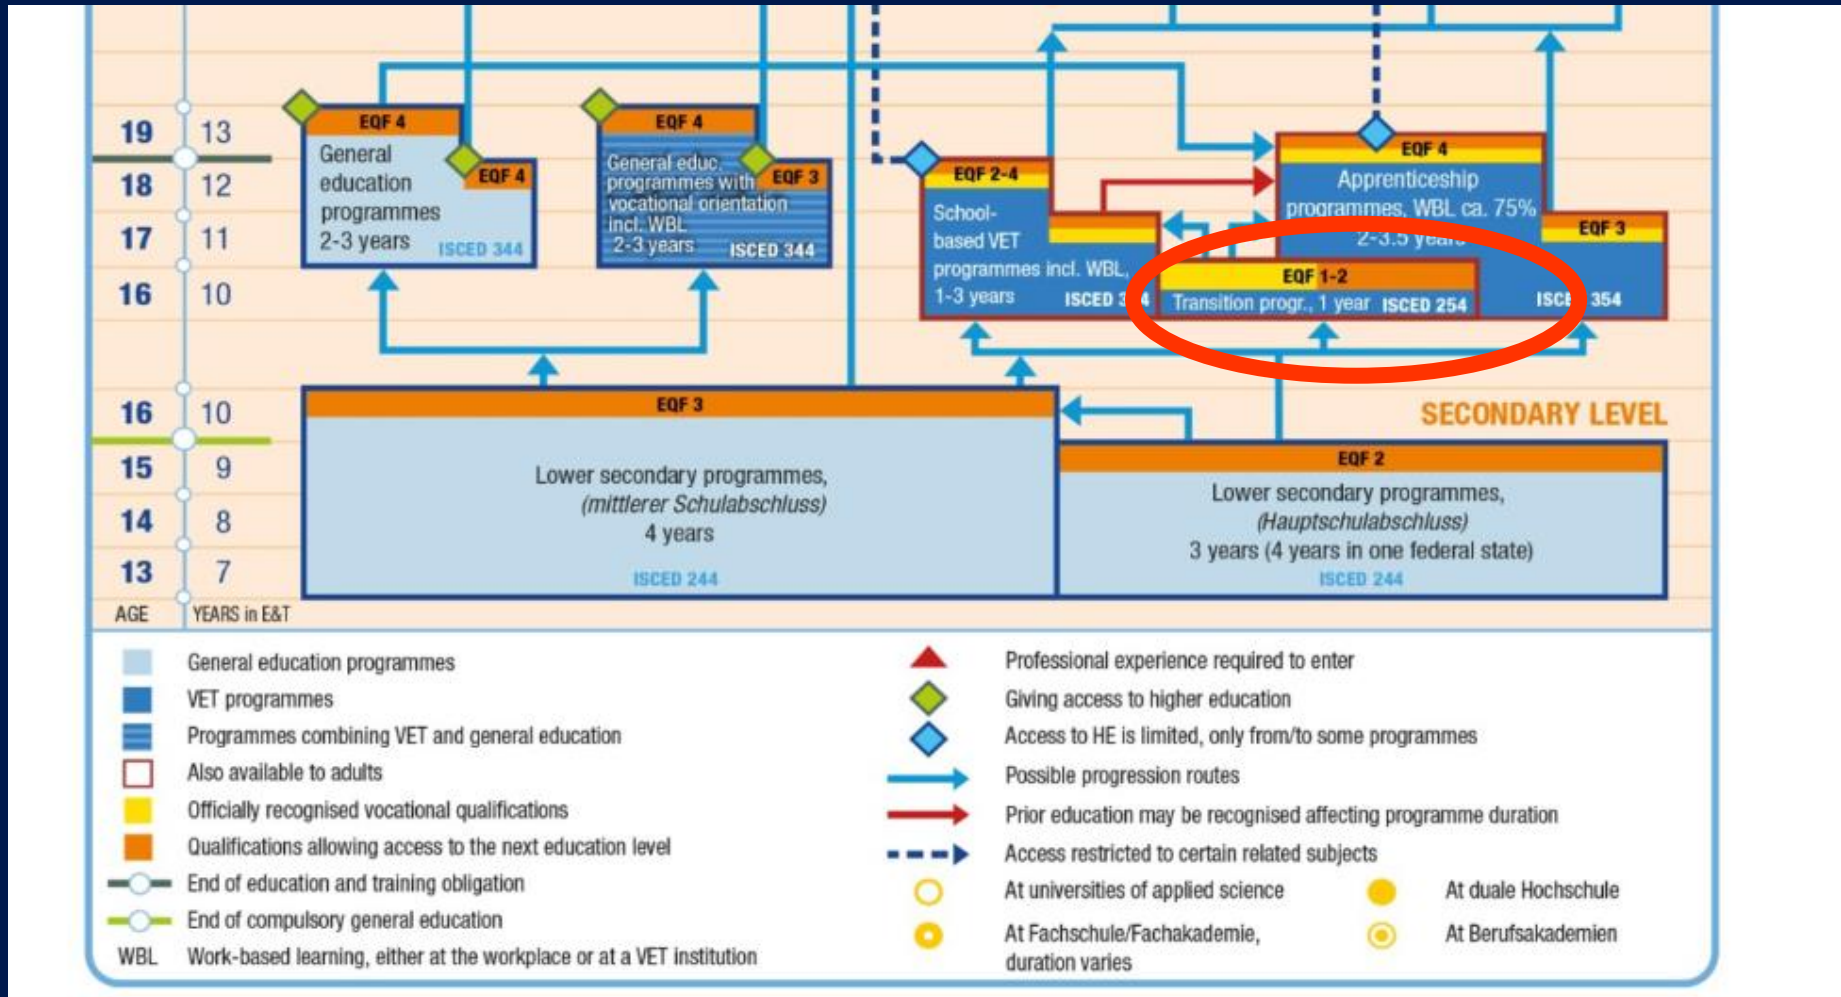 19 13
18 12
17 11
16 10
EQF 4
General
education
programmes
2-3 years
ISCED 344
EQF 4
EQF 4
General educ.
programmes with
vocational orientation
incl. WBL
2-3 years
ISCED 344
EQF 3
EQF 2-4
School-
based VET
programmes incl. WBL,
1-3 years
ISCED
EQF 4
Apprenticeship
programmes, WBL ca. 75%
2-3.5 years
EQF 3
ISCED 354
EQF 1-2
Transition progr., 1 year ISCED 254
16 10
15 9
14 8
13 7
AGE YEARS in E&T
EQF 3
Lower secondary programmes,
(mittlerer Schulabschluss)
4 years
ISCED 244
SECONDARY LEVEL
EQF 2
Lower secondary programmes,
(Hauptschulabschluss)
3 years (4 years in one federal state)
ISCED 244
General education programmes
VET programmes
Programmes combining VET and general education
Also available to adults
Officially recognised vocational qualifications
Qualifications allowing access to the next education level
End of education and training obligation
End of compulsory general education
WBL Work-based learning, either at the workplace or at a VET institution
Professional experience required to enter
Giving access to higher education
Access to HE is limited, only from/to some programmes
Possible progression routes
Prior education may be recognised affecting programme duration
Access restricted to certain related subjects
At universities of applied science
At duale Hochschule
At Fachschule/Fachakademie,
duration varies
At Berufsakademien